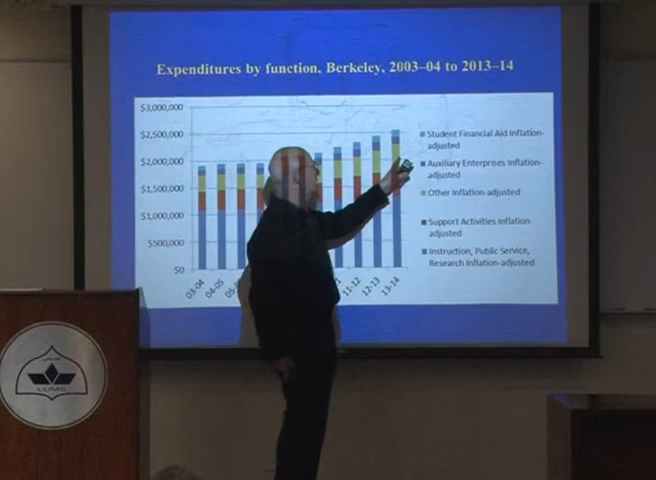 Expenditures by function, Berkeley, 2003–04 to 2013–14
$3,000,000
$2,500,000
$2,000,000
$1,500,000
$1,000,000
$500,000
$0
03-04
04-05
11-12
12-13
13-14
Student Financial Aid Inflation-
adjusted
Auxiliary Enterprises Inflation-
adjusted
Other Inflation-adjusted
Support Activities Inflation-
adjusted
Instruction, Public Service,
Research Inflation-adjusted
LUMS